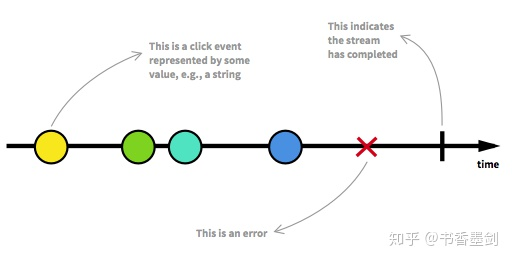 This is a click event
represented by some
value, e.g., a string
This indicates
the stream
has completed
time
This is an error
知乎 @书香墨剑